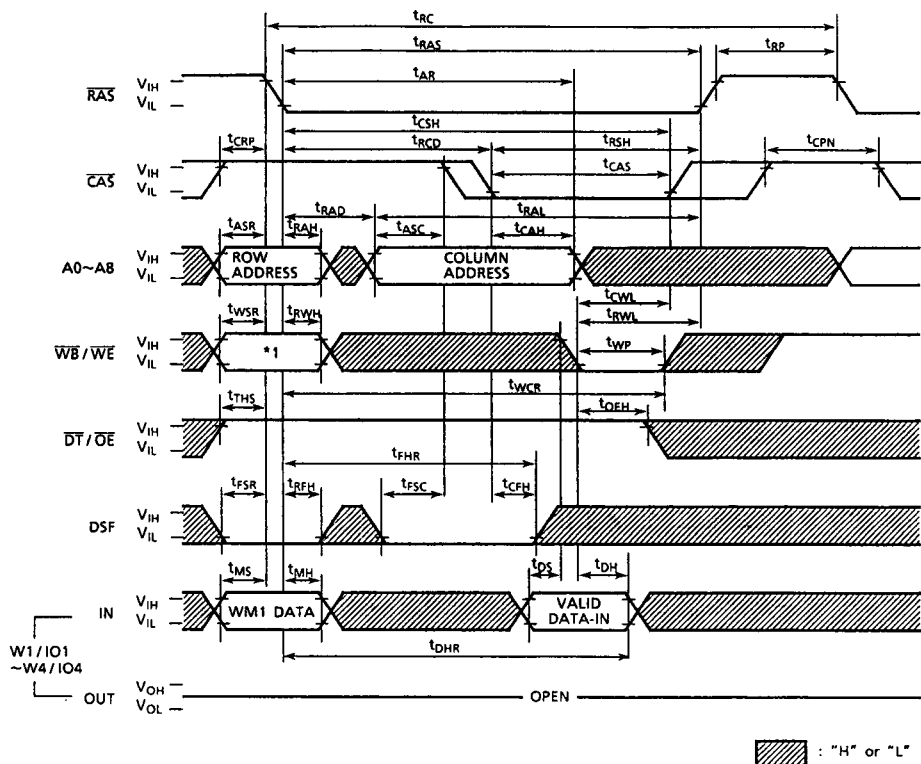 tRC
tRAS
tRP
tAR
RAS VIH VIL
tCSH
tCRP tRCD tRSH tCPN
tCAS
CAS VIH VIL
tRAD tRAL
tASR tRAH tASC tCAH
A0~A8 VIH VIL ROW ADDRESS COLUMN ADDRESS
tCWL
tWSR tRWH tRWL
WB/WE VIH VIL *1 tWP
tWCR
tTHS tOEH
DT/OE VIH VIL
tFHR
tFSR tRFH tFSC tCFH
DSF VIH VIL
tMS tMH tDS tDH
IN VIH VIL WM1 DATA VALID DATA-IN
W1/IO1 ~W4/IO4
tDHR
OUT VOH VOL OPEN
: "H" or "L"